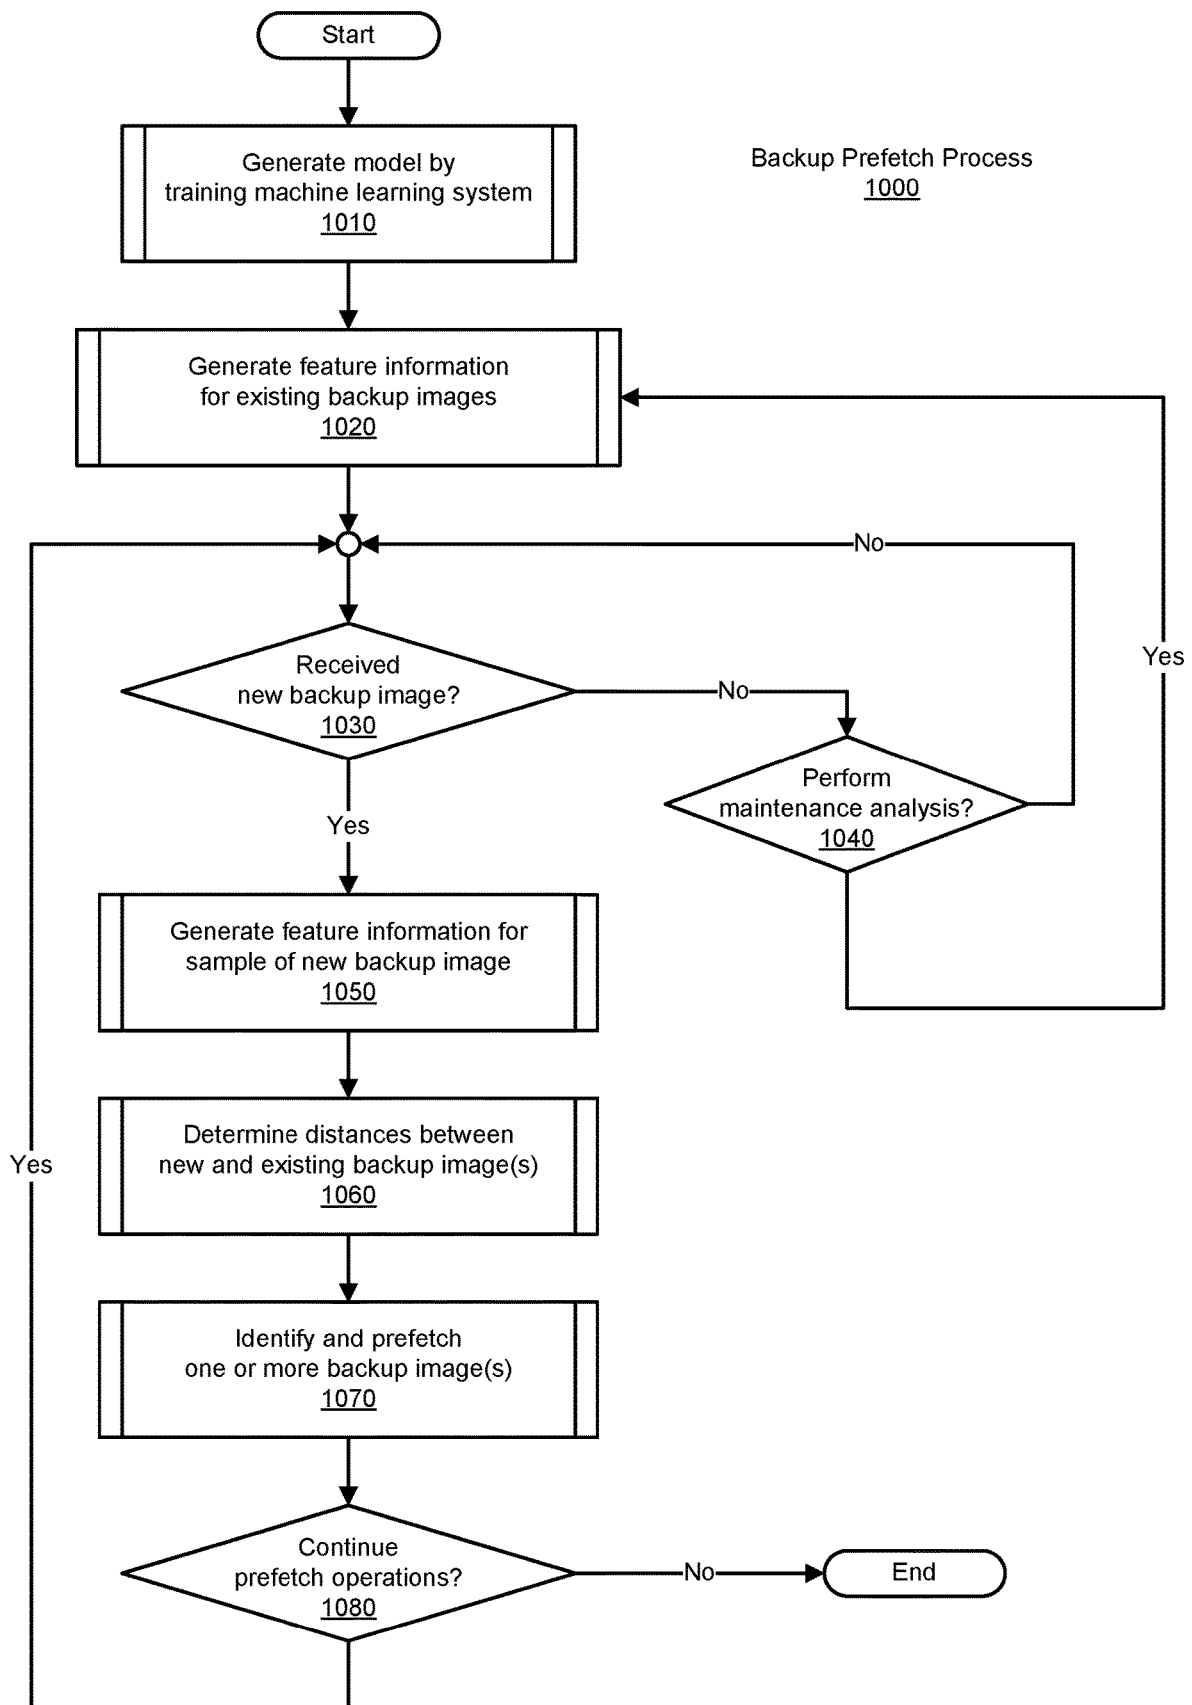 Start
Generate model by
training machine learning system
1010
Backup Prefetch Process
1000
Generate feature information
for existing backup images
1020
No
Received
new backup image?
1030
No
Yes
Perform
maintenance analysis?
1040
Yes
Generate feature information for
sample of new backup image
1050
Determine distances between
new and existing backup image(s)
1060
Yes
Identify and prefetch
one or more backup image(s)
1070
Continue
prefetch operations?
1080
No
End